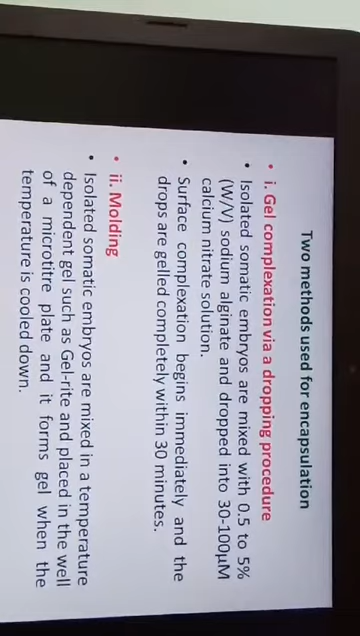 Two methods used for encapsulation
• i. Gel complexation via a dropping procedure
• Isolated somatic embryos are mixed with 0.5 to 5%
(W/V) sodium alginate and dropped into 30-100µM
calcium nitrate solution.
• Surface complexation begins immediately and the
drops are gelled completely within 30 minutes.
• ii. Molding
• Isolated somatic embryos are mixed in a temperature
dependent gel such as Gel-rite and placed in the well
of a microtitre plate and it forms gel when the
temperature is cooled down.